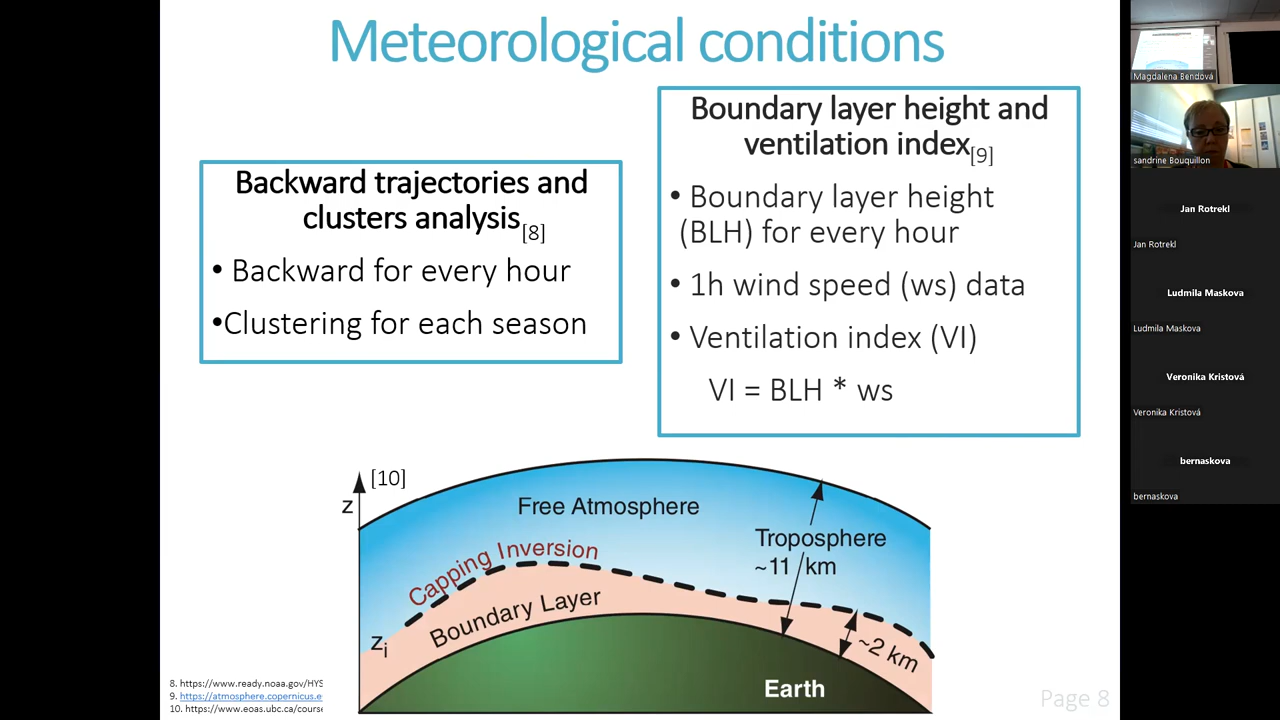 Meteorological conditions
Backward trajectories and
clusters analysis[8]
• Backward for every hour
•Clustering for each season
Boundary layer height and
ventilation index[9]
• Boundary layer height
(BLH) for every hour
• 1h wind speed (ws) data
• Ventilation index (VI)
VI = BLH * ws
[10]
z
Free Atmosphere
Troposphere
~11 km
Capping Inversion
Boundary Layer
zi
~2 km
Earth
8. https://www.ready.noaa.gov/HYS
9. https://atmosphere.copernicus.e
10. https://www.eoas.ubc.ca/course
Page 8
Magdalena Bendová
sandrine Bouquillon
Jan Rotrekl
Jan Rotrekl
Ludmila Maskova
Ludmila Maskova
Veronika Kristová
Veronika Kristová
bernaskova
bernaskova